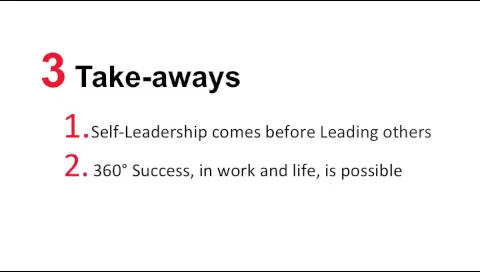 3 Take-aways
1.Self-Leadership comes before Leading others
2. 360° Success, in work and life, is possible